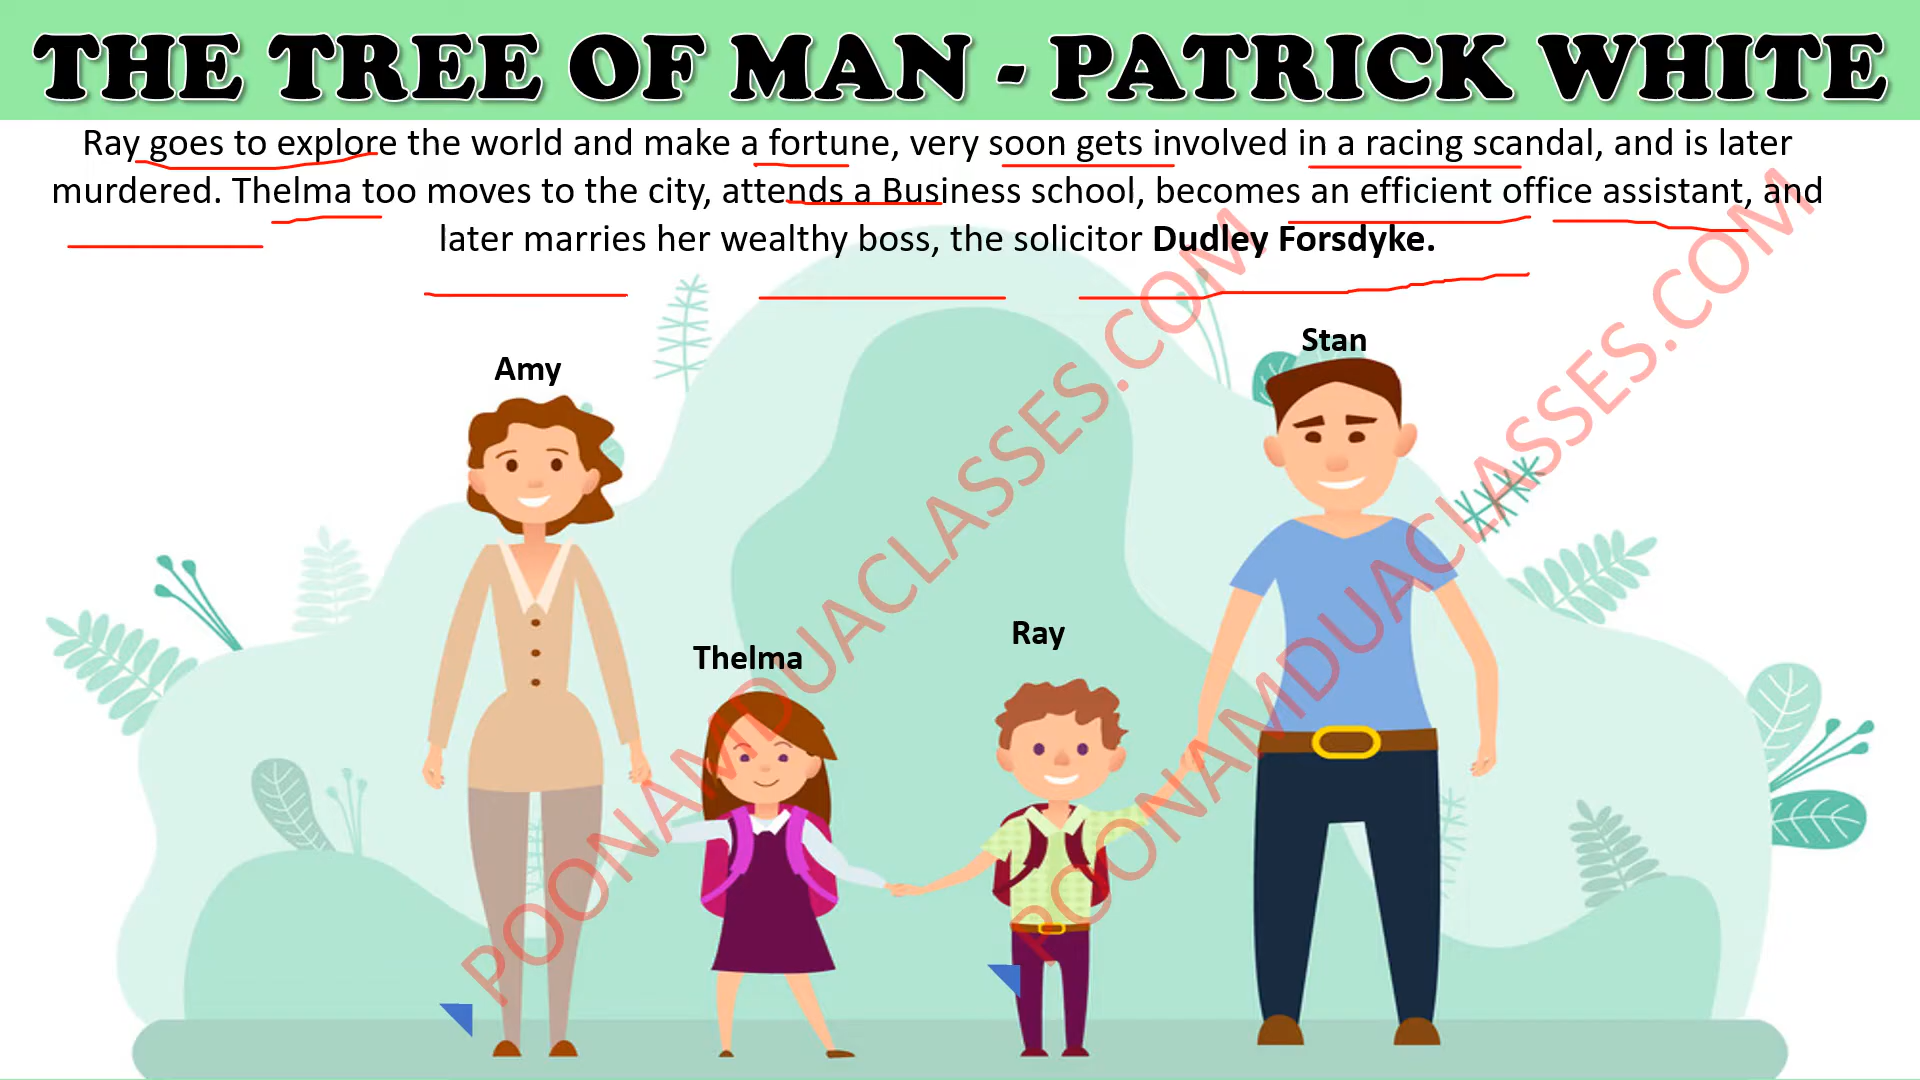 THE TREE OF MAN - PATRICK WHITE
Ray goes to explore the world and make a fortune, very soon gets involved in a racing scandal, and is later
murdered. Thelma too moves to the city, attends a Business school, becomes an efficient office assistant, and
later marries her wealthy boss, the solicitor Dudley Forsdyke.
Stan
Amy
Ray
Thelma
POONAMDUACLASSES.COM
POONAMDUACLASSES.COM